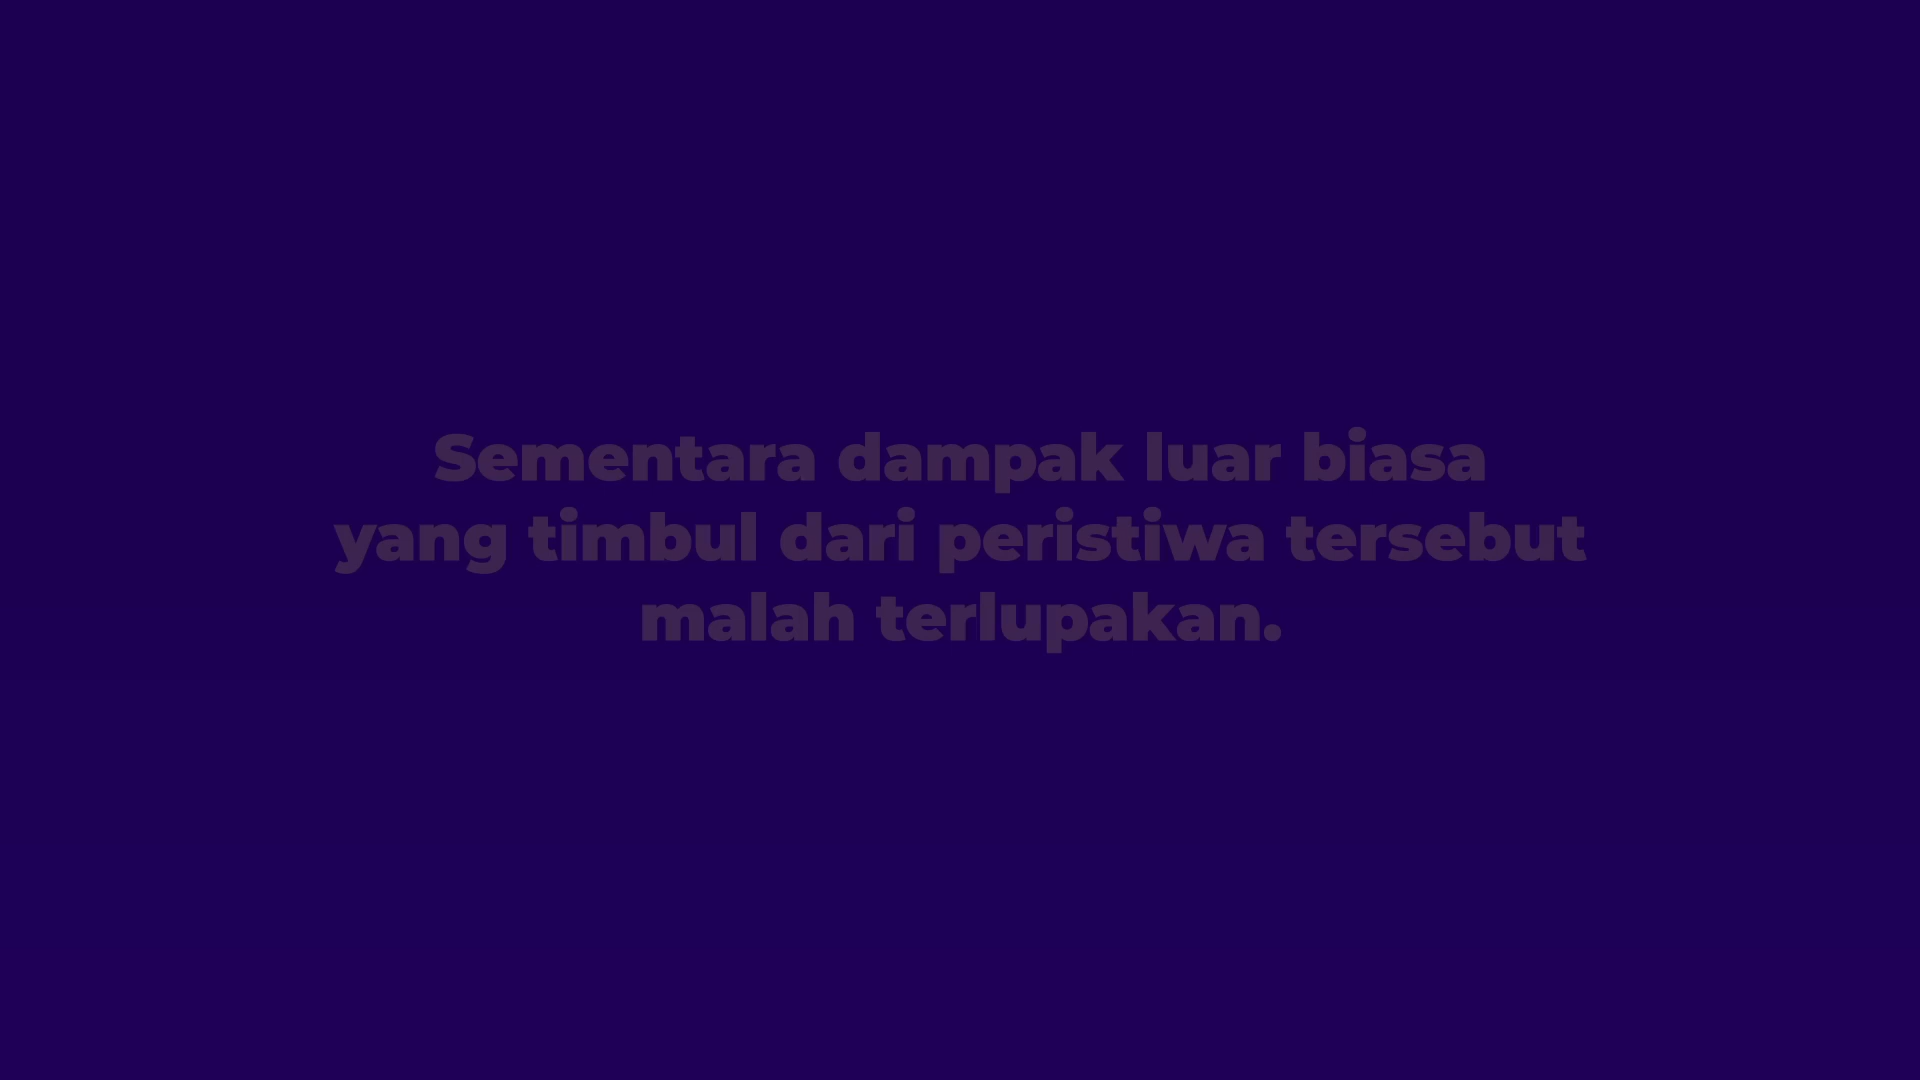 Sementara dampak luar biasa
yang timbul dari peristiwa tersebut
malah terlupakan.